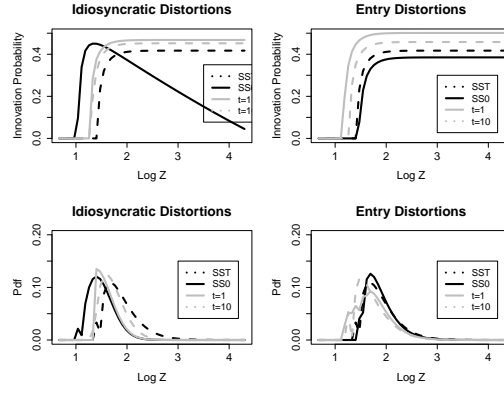 Idiosyncratic Distortions
Innovation Probability
0.0 0.2 0.4
SST
SS
t=1
t=1
1 2 3 4
Log Z
Entry Distortions
Innovation Probability
0.0 0.2 0.4
SST
SS0
t=1
t=10
1 2 3 4
Log Z
Idiosyncratic Distortions
Pdf
0.00 0.10 0.20
SST
SS0
t=1
t=10
1 2 3 4
Log Z
Entry Distortions
Pdf
0.00 0.10 0.20
SST
SS0
t=1
t=10
1 2 3 4
Log Z